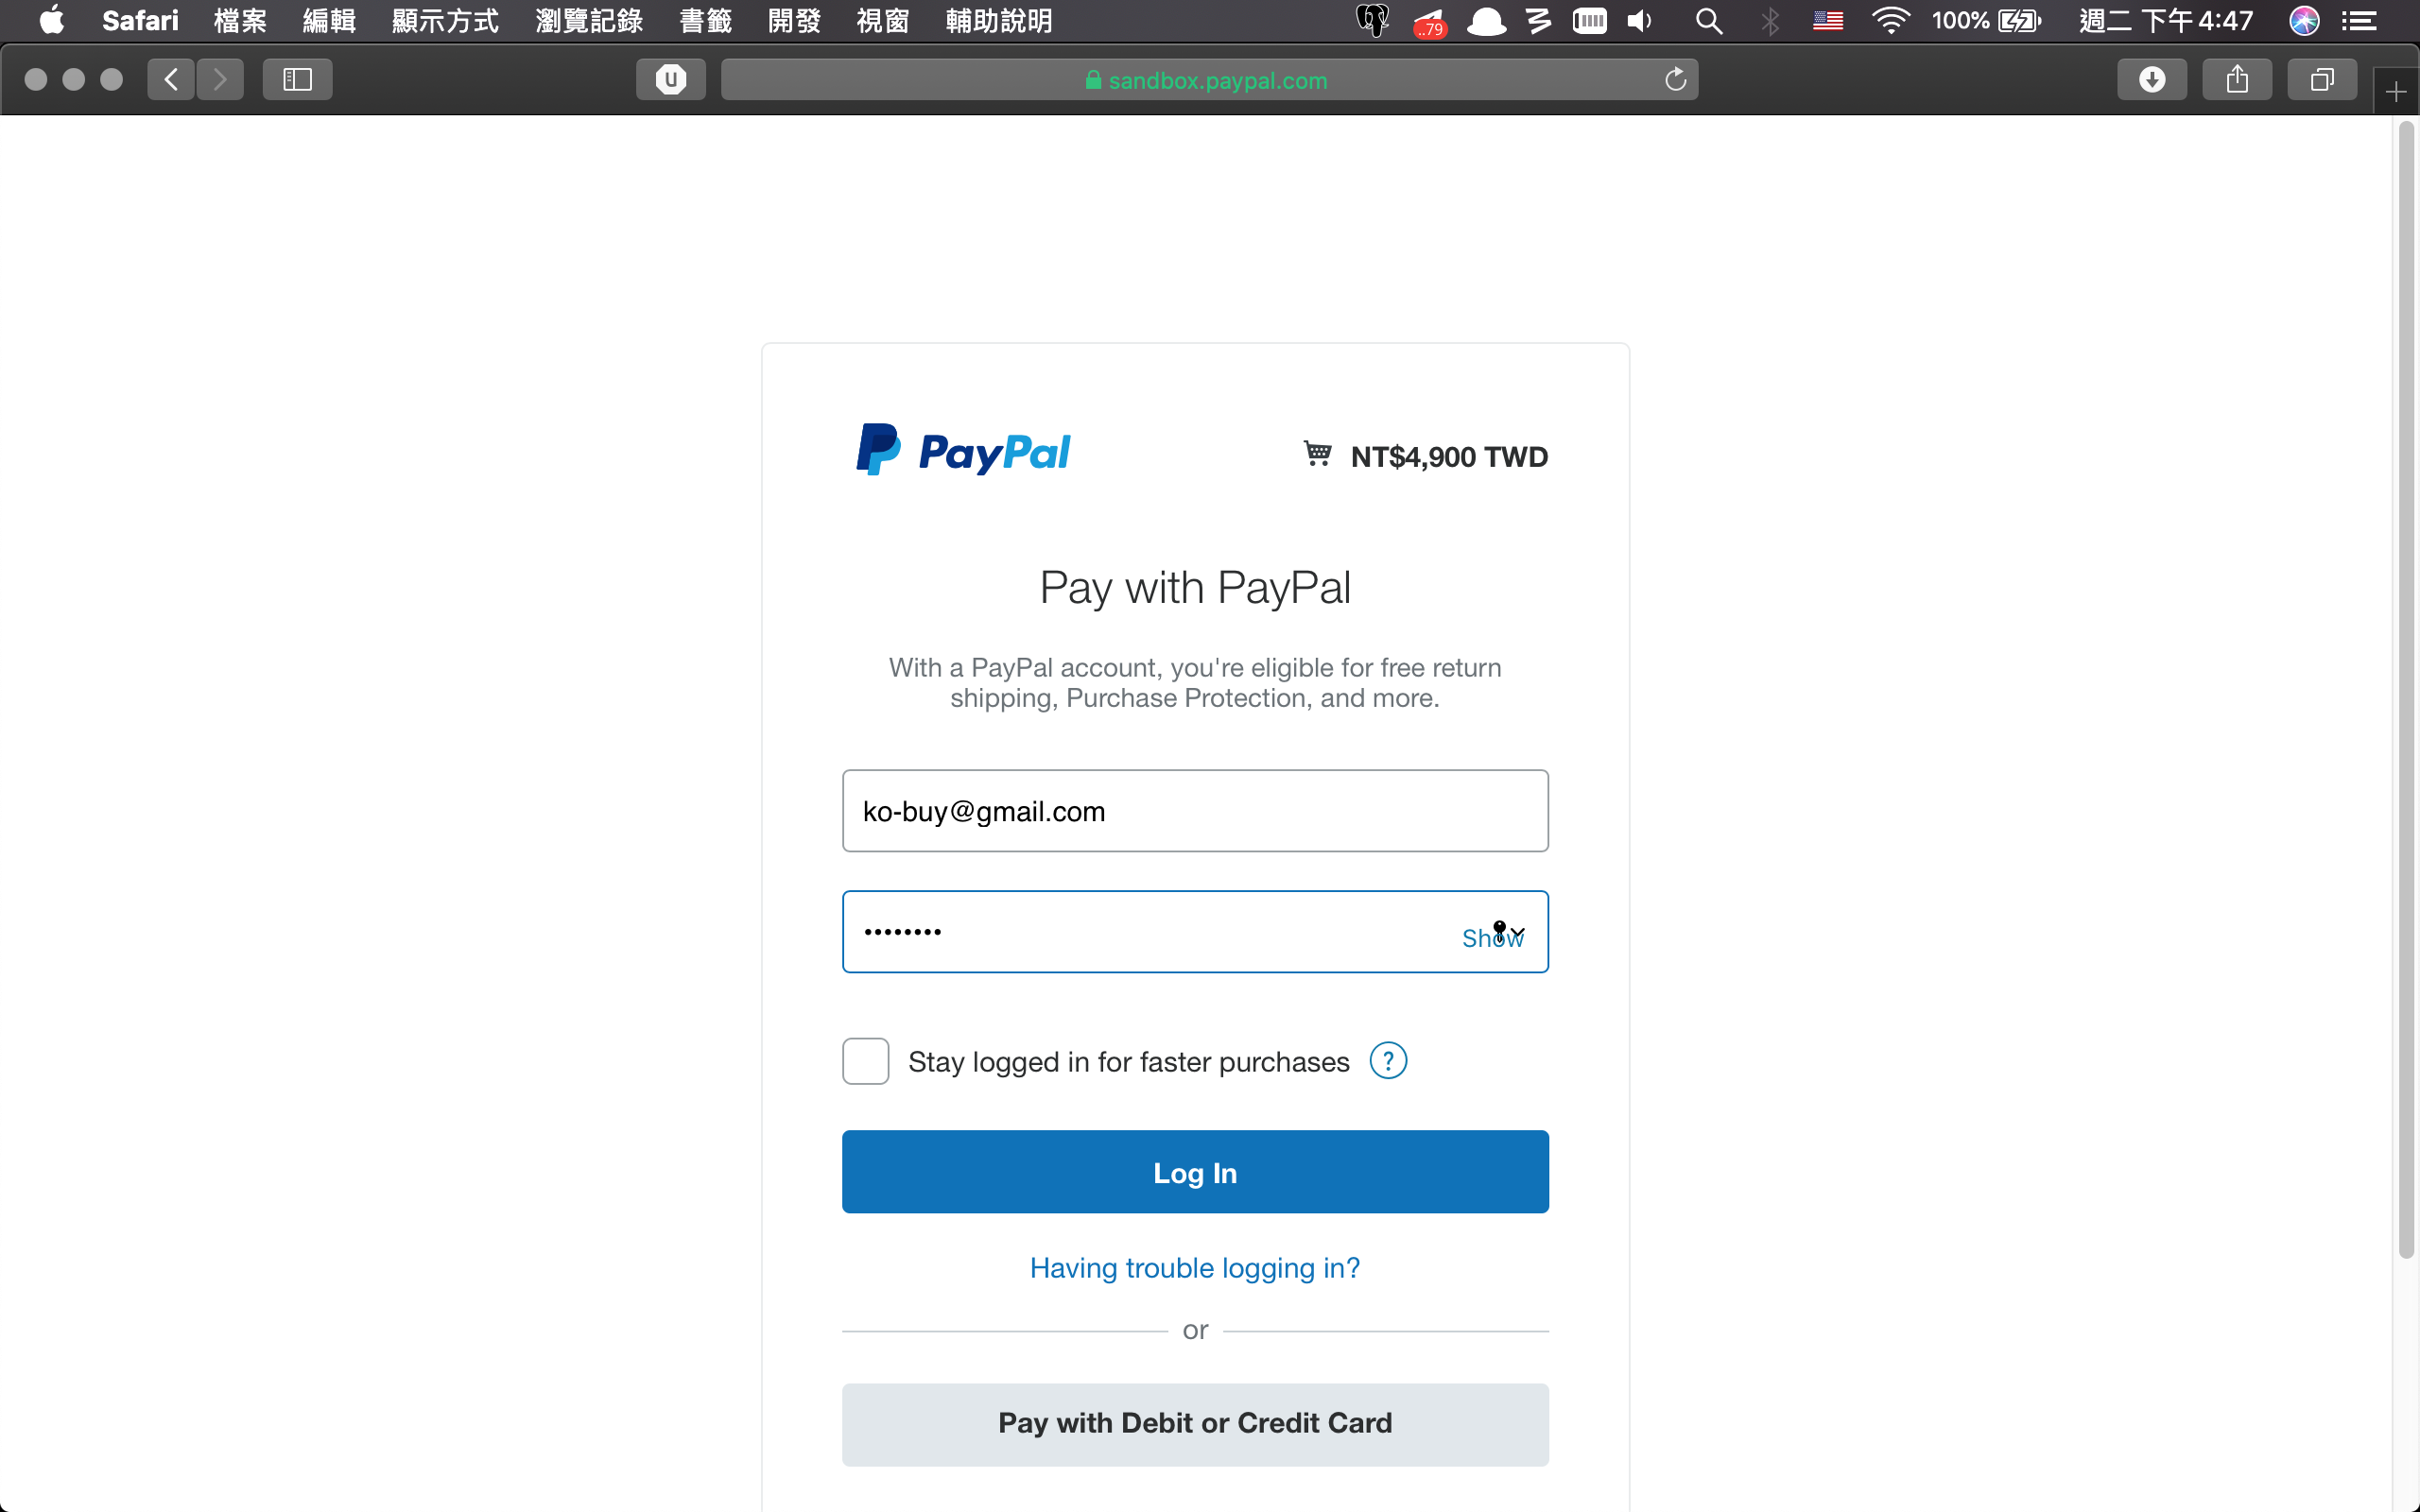 Safari 檔案 編輯 顯示方式 瀏覽記錄 書籤 開發 視窗 輔助說明 ..79 100% 週二 下午 4:47
U sandbox.paypal.com
PayPal NT$4,900 TWD
Pay with PayPal
With a PayPal account, you're eligible for free return
shipping, Purchase Protection, and more.
ko-buy@gmail.com
•••••••• Show
Stay logged in for faster purchases ?
Log In
Having trouble logging in?
or
Pay with Debit or Credit Card